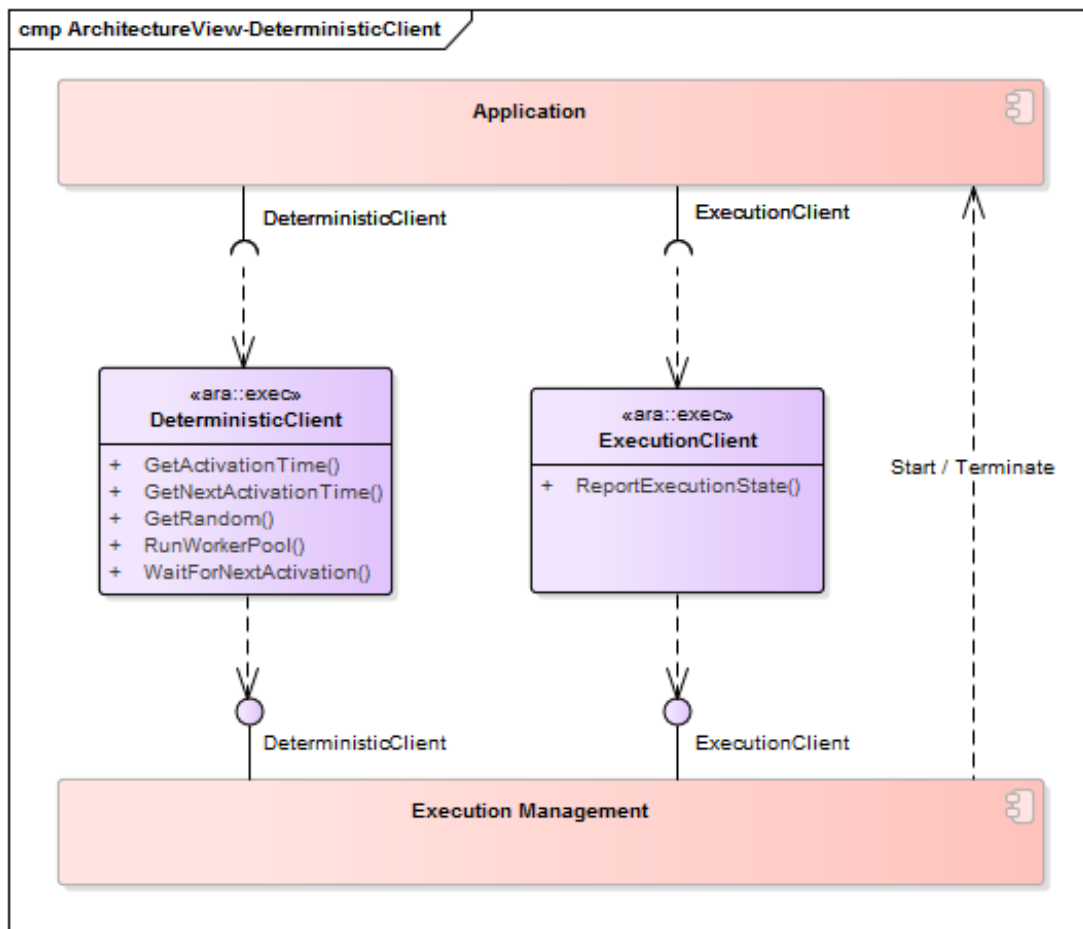 cmp ArchitectureView-DeterministicClient
Application
DeterministicClient
ExecutionClient
«ara::exec»
DeterministicClient
+ GetActivationTime()
+ GetNextActivationTime()
+ GetRandom()
+ RunWorkerPool()
+ WaitForNextActivation()
«ara::exec»
ExecutionClient
+ ReportExecutionState()
Start / Terminate
DeterministicClient
ExecutionClient
Execution Management